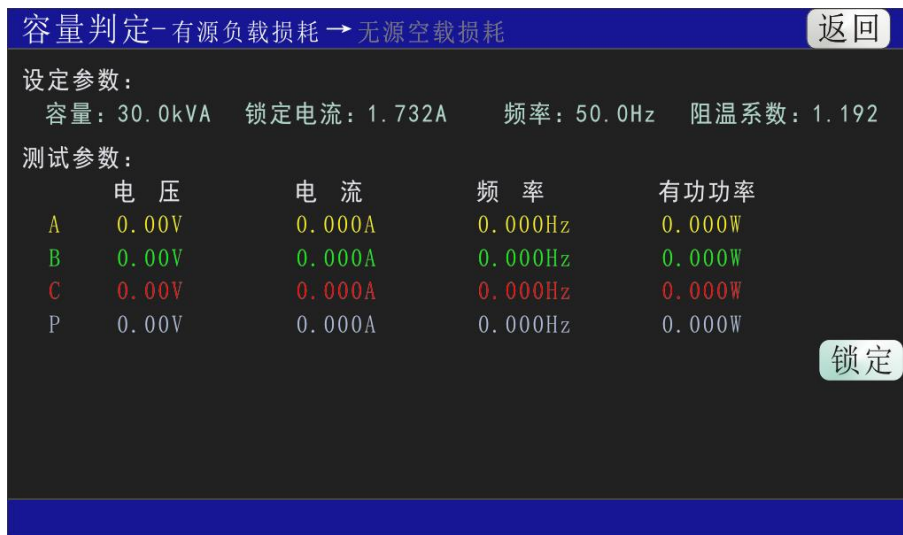 容量判定-有源负载损耗→无源空载损耗 返回
设定参数:
容量: 30.0kVA 锁定电流: 1.732A 频率: 50.0Hz 阻温系数: 1.192
测试参数:
电 压 电 流 频 率 有功功率
A 0.00V 0.000A 0.000Hz 0.000W
B 0.00V 0.000A 0.000Hz 0.000W
C 0.00V 0.000A 0.000Hz 0.000W
P 0.00V 0.000A 0.000Hz 0.000W
锁定